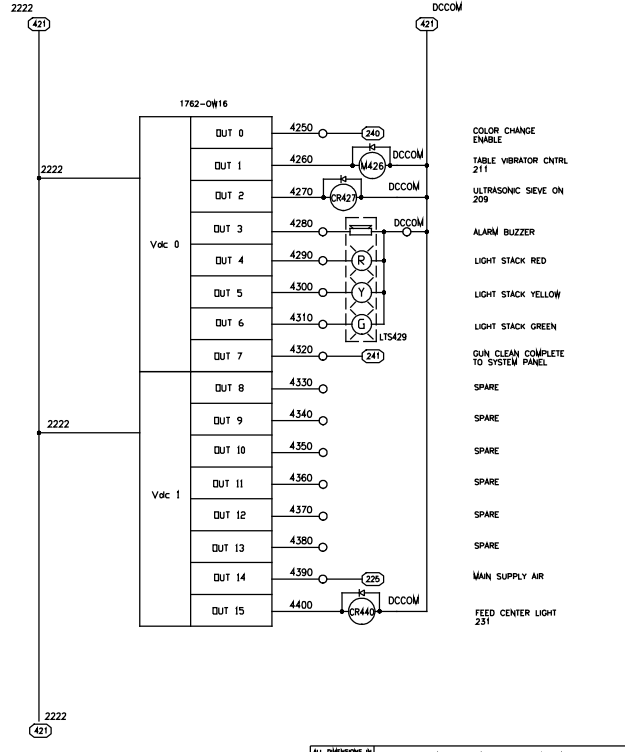 2222
DCCOM
421
421
1762-OW16
OUT 0
4250
240
COLOR CHANGE
ENABLE
2222
OUT 1
4260
M426
DCCOM
TABLE VIBRATOR CNTRL
211
OUT 2
4270
CR427
DCCOM
ULTRASONIC SIEVE ON
209
Vdc 0
OUT 3
4280
DCCOM
ALARM BUZZER
OUT 4
4290
R
LIGHT STACK RED
OUT 5
4300
Y
LIGHT STACK YELLOW
OUT 6
4310
G
LTS429
LIGHT STACK GREEN
OUT 7
4320
241
GUN CLEAN COMPLETE
TO SYSTEM PANEL
OUT 8
4330
SPARE
2222
OUT 9
4340
SPARE
OUT 10
4350
SPARE
Vdc 1
OUT 11
4360
SPARE
OUT 12
4370
SPARE
OUT 13
4380
SPARE
OUT 14
4390
225
MAIN SUPPLY AIR
OUT 15
4400
CR440
DCCOM
FEED CENTER LIGHT
231
2222
421
ALL DIMENSIONS IN